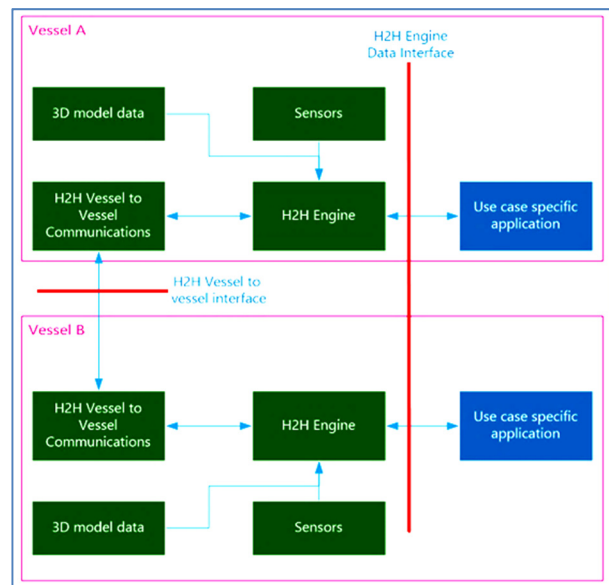 Vessel A
H2H Engine
Data Interface
3D model data
Sensors
H2H Vessel to
Vessel
Communications
H2H Engine
Use case specific
application
H2H Vessel to
vessel interface
Vessel B
H2H Vessel to
Vessel
Communications
H2H Engine
Use case specific
application
3D model data
Sensors